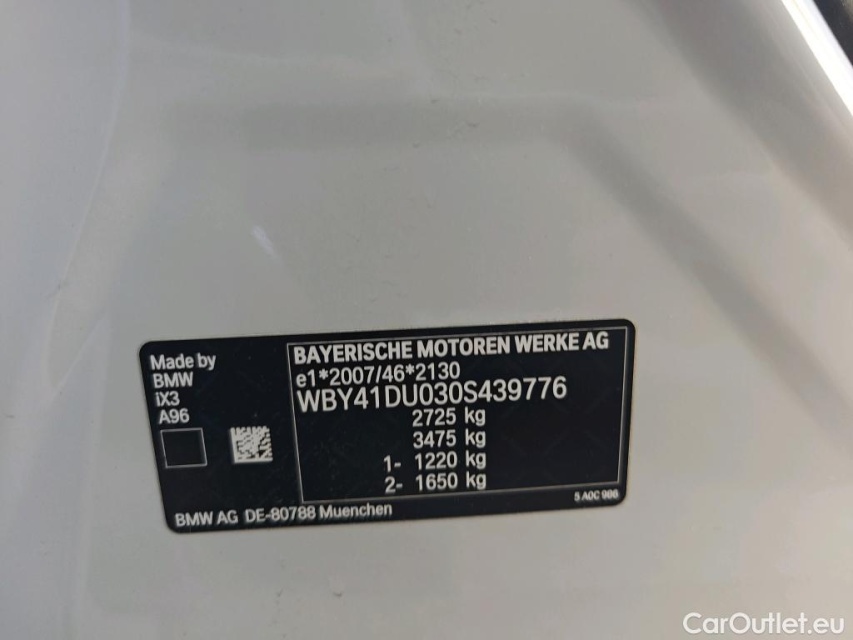 Made by
BMW
iX3
A96
BAYERISCHE MOTOREN WERKE AG
e1*2007/46*2130
WBY41DU030S439776
2725 kg
3475 kg
1- 1220 kg
2- 1650 kg
5 A0C 986
BMW AG DE-80788 Muenchen
CarOutlet.eu